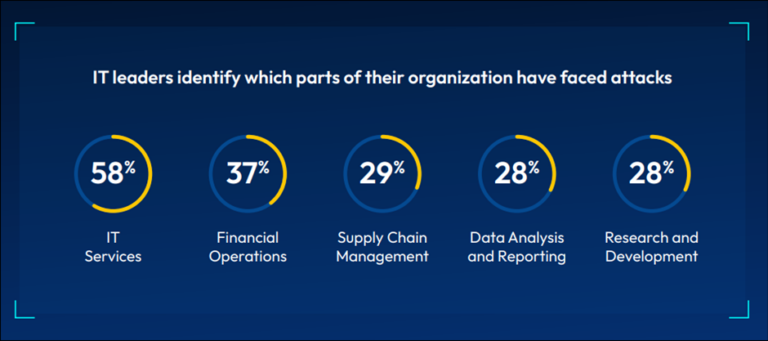 IT leaders identify which parts of their organization have faced attacks
58%
37%
29%
28%
28%
IT
Services
Financial
Operations
Supply Chain
Management
Data Analysis
and Reporting
Research and
Development